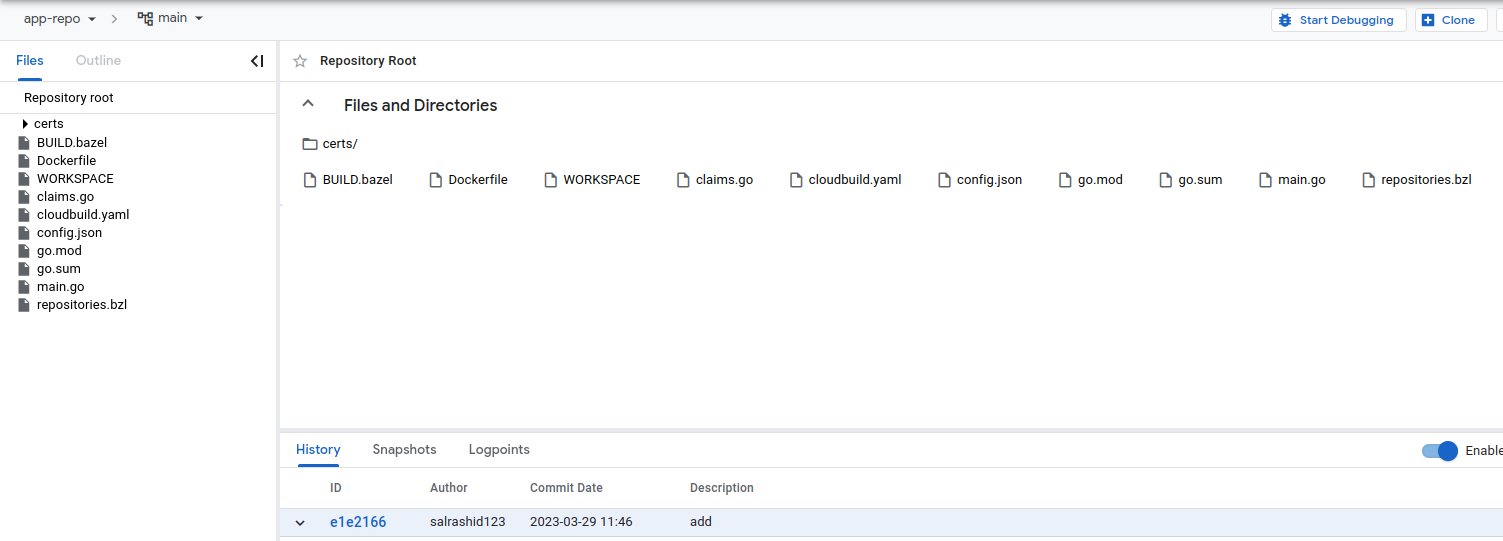 app-repo main Start Debugging Clone
Files Outline
Repository root
certs
BUILD.bazel
Dockerfile
WORKSPACE
claims.go
cloudbuild.yaml
config.json
go.mod
go.sum
main.go
repositories.bzl
Repository Root
Files and Directories
certs/
BUILD.bazel Dockerfile WORKSPACE claims.go cloudbuild.yaml config.json go.mod go.sum main.go repositories.bzl
History Snapshots Logpoints Enable
ID Author Commit Date Description
e1e2166 salrashid123 2023-03-29 11:46 add